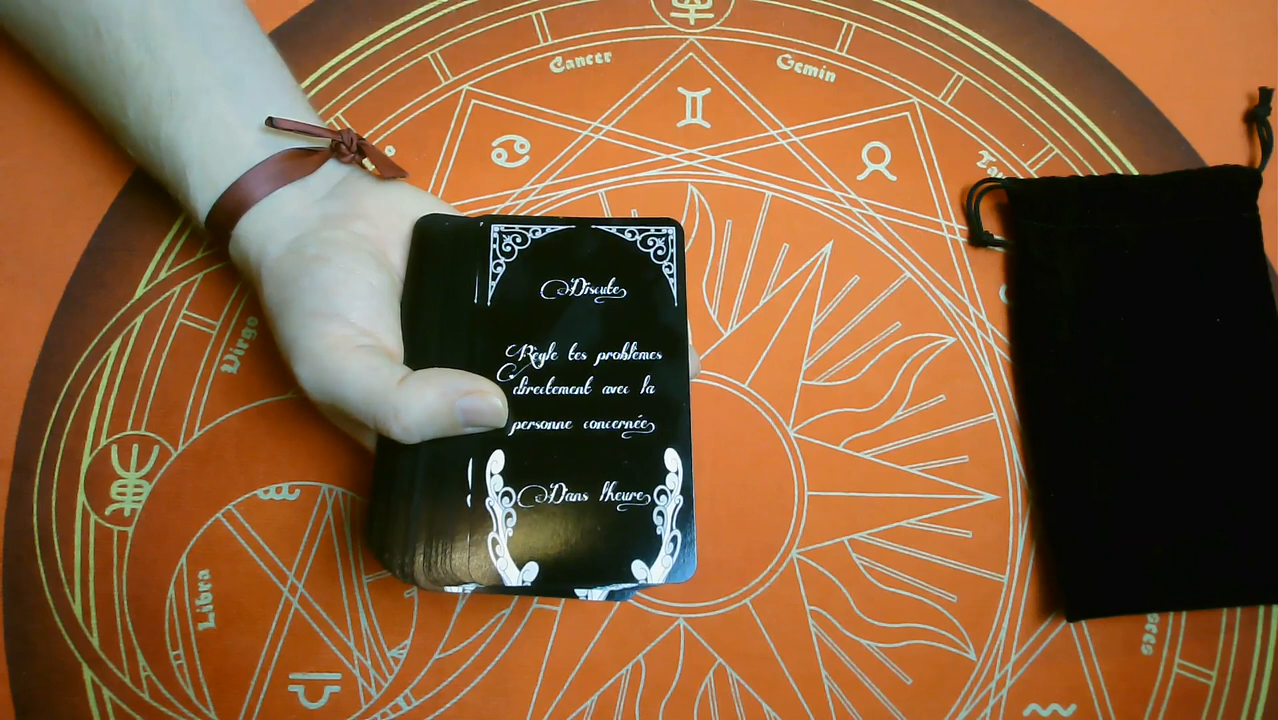 Cancer
Gemin
Discute
Règle tes problèmes
directement avec la
personne concernée
Dans l'heure
Virgo
Libra